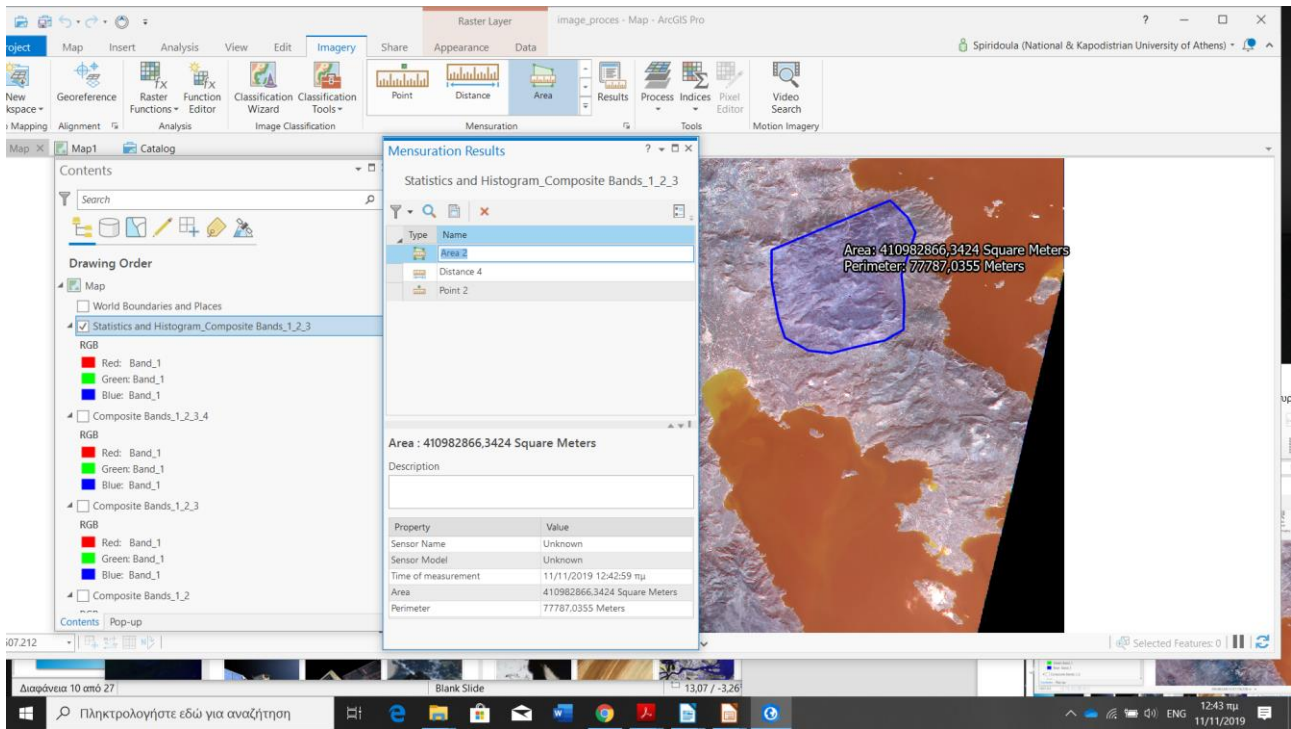 Raster Layer
image_proces - Map - ArcGIS Pro
?
Project Map Insert Analysis View Edit Imagery Share Appearance Data
Spiridoula (National & Kapodistrian University of Athens)
New
Georeference
Raster Functions
Function Editor
Classification Wizard
Classification Tools
Point
Distance
Area
Results
Process
Indices
Pixel Editor
Video Search
Mapping Alignment Analysis Image Classification Mensuration Tools Motion Imagery
Map Map1 Catalog
Contents
Search
Drawing Order
Map
World Boundaries and Places
Statistics and Histogram_Composite Bands_1_2_3
RGB
Red: Band_1
Green: Band_1
Blue: Band_1
Composite Bands_1_2_3_4
RGB
Red: Band_1
Green: Band_1
Blue: Band_1
Composite Bands_1_2_3
RGB
Red: Band_1
Green: Band_1
Blue: Band_1
Composite Bands_1_2
Contents Pop-up
Mensuration Results
?
Statistics and Histogram_Composite Bands_1_2_3
Type Name
Area 2
Distance 4
Point 2
Area : 410982866,3424 Square Meters
Description
Property Value
Sensor Name Unknown
Sensor Model Unknown
Time of measurement 11/11/2019 12:42:59 πμ
Area 410982866,3424 Square Meters
Perimeter 77787,0355 Meters
Area: 410982866,3424 Square Meters
Perimeter: 77787,0355 Meters
507.212
Selected Features: 0
Διαφάνεια 10 από 27
Blank Slide
13,07 / -3,26
Πληκτρολογήστε εδώ για αναζήτηση
ENG
12:43 πμ
11/11/2019